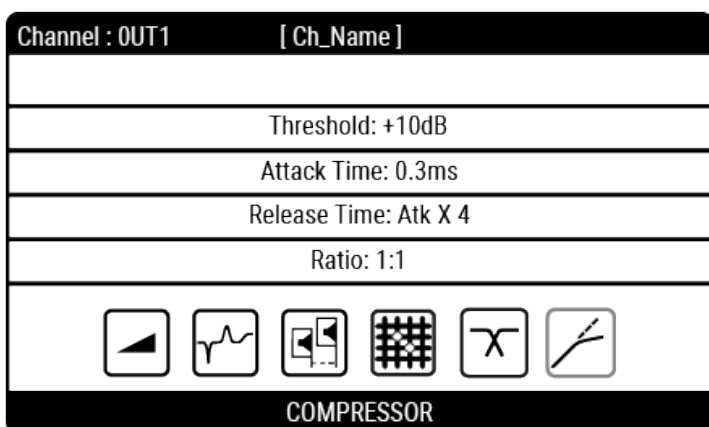 Channel : 0UT1 [ Ch_Name ]
Threshold: +10dB
Attack Time: 0.3ms
Release Time: Atk X 4
Ratio: 1:1
COMPRESSOR